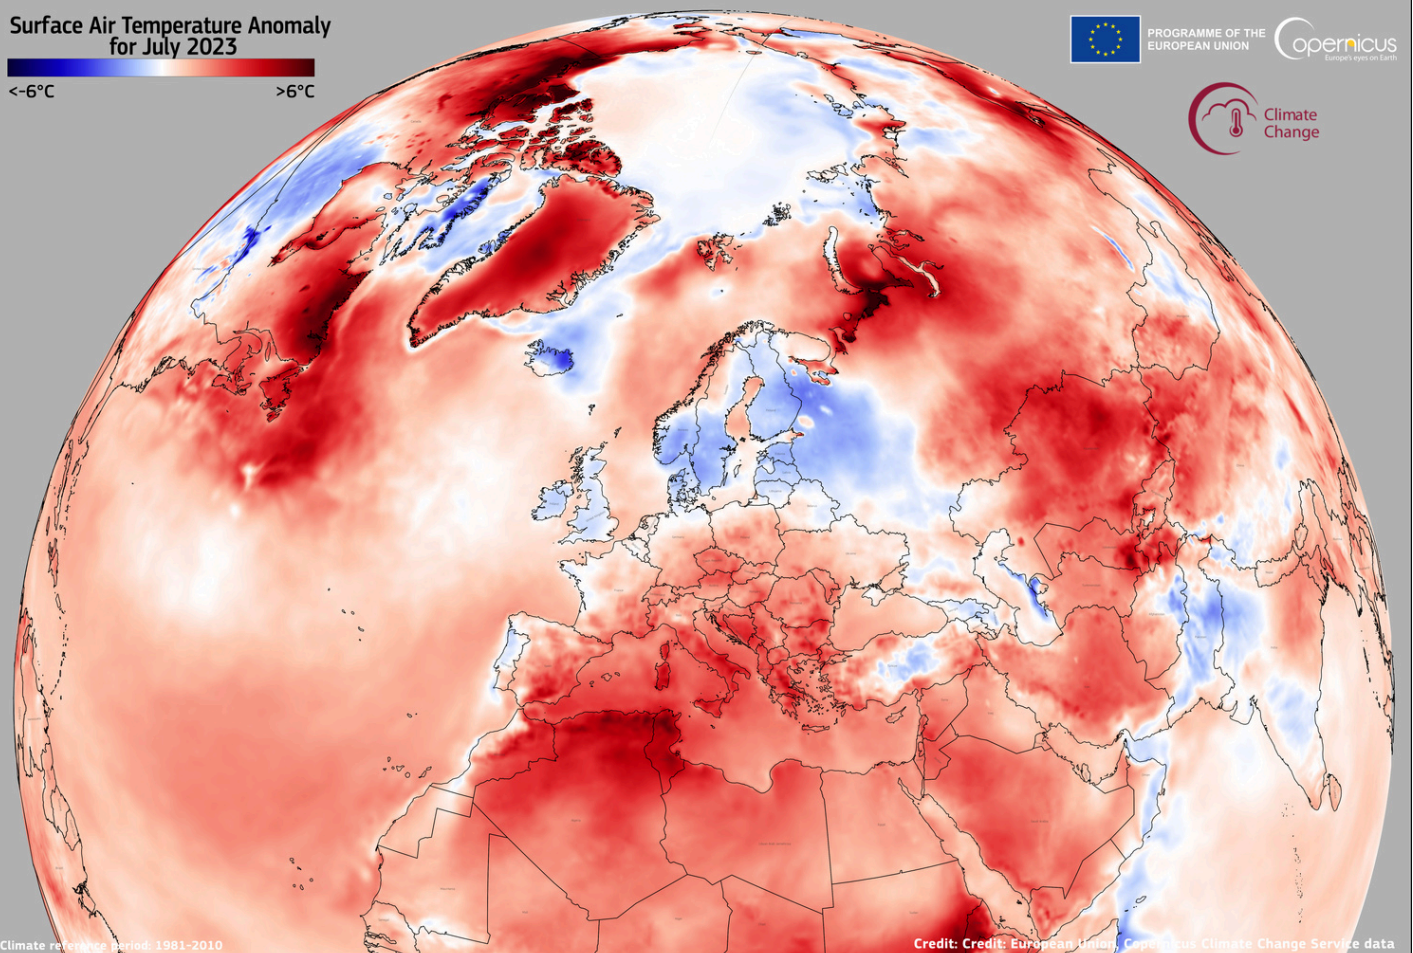 Surface Air Temperature Anomaly
for July 2023
<-6°C
>6°C
PROGRAMME OF THE
EUROPEAN UNION
opernicus
Europe's eyes on Earth
Climate
Change
Climate reference period: 1981-2010
Credit: Credit: European Union, Copernicus Climate Change Service data